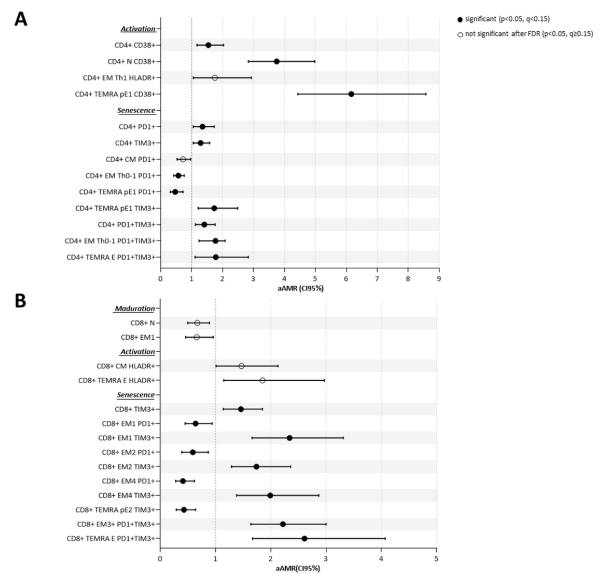 A
● significant (p<0.05, q<0.15)
○ not significant after FDR (p<0.05, q≥0.15)
Activation
CD4+ CD38+
CD4+ N CD38+
CD4+ EM Th1 HLADR+
CD4+ TEMRA pE1 CD38+
Senescence
CD4+ PD1+
CD4+ TIM3+
CD4+ CM PD1+
CD4+ EM Th0-1 PD1+
CD4+ TEMRA pE1 PD1+
CD4+ TEMRA pE1 TIM3+
CD4+ PD1+TIM3+
CD4+ EM Th0-1 PD1+TIM3+
CD4+ TEMRA E PD1+TIM3+
0 1 2 3 4 5 6 7 8 9
aAMR (CI95%)
B
Maduration
CD8+ N
CD8+ EM1
Activation
CD8+ CM HLADR+
CD8+ TEMRA E HLADR+
Senescence
CD8+ TIM3+
CD8+ EM1 PD1+
CD8+ EM1 TIM3+
CD8+ EM2 PD1+
CD8+ EM2 TIM3+
CD8+ EM4 PD1+
CD8+ EM4 TIM3+
CD8+ TEMRA pE2 TIM3+
CD8+ EM3+ PD1+TIM3+
CD8+ TEMRA E PD1+TIM3+
0 1 2 3 4 5
aAMR(CI95%)